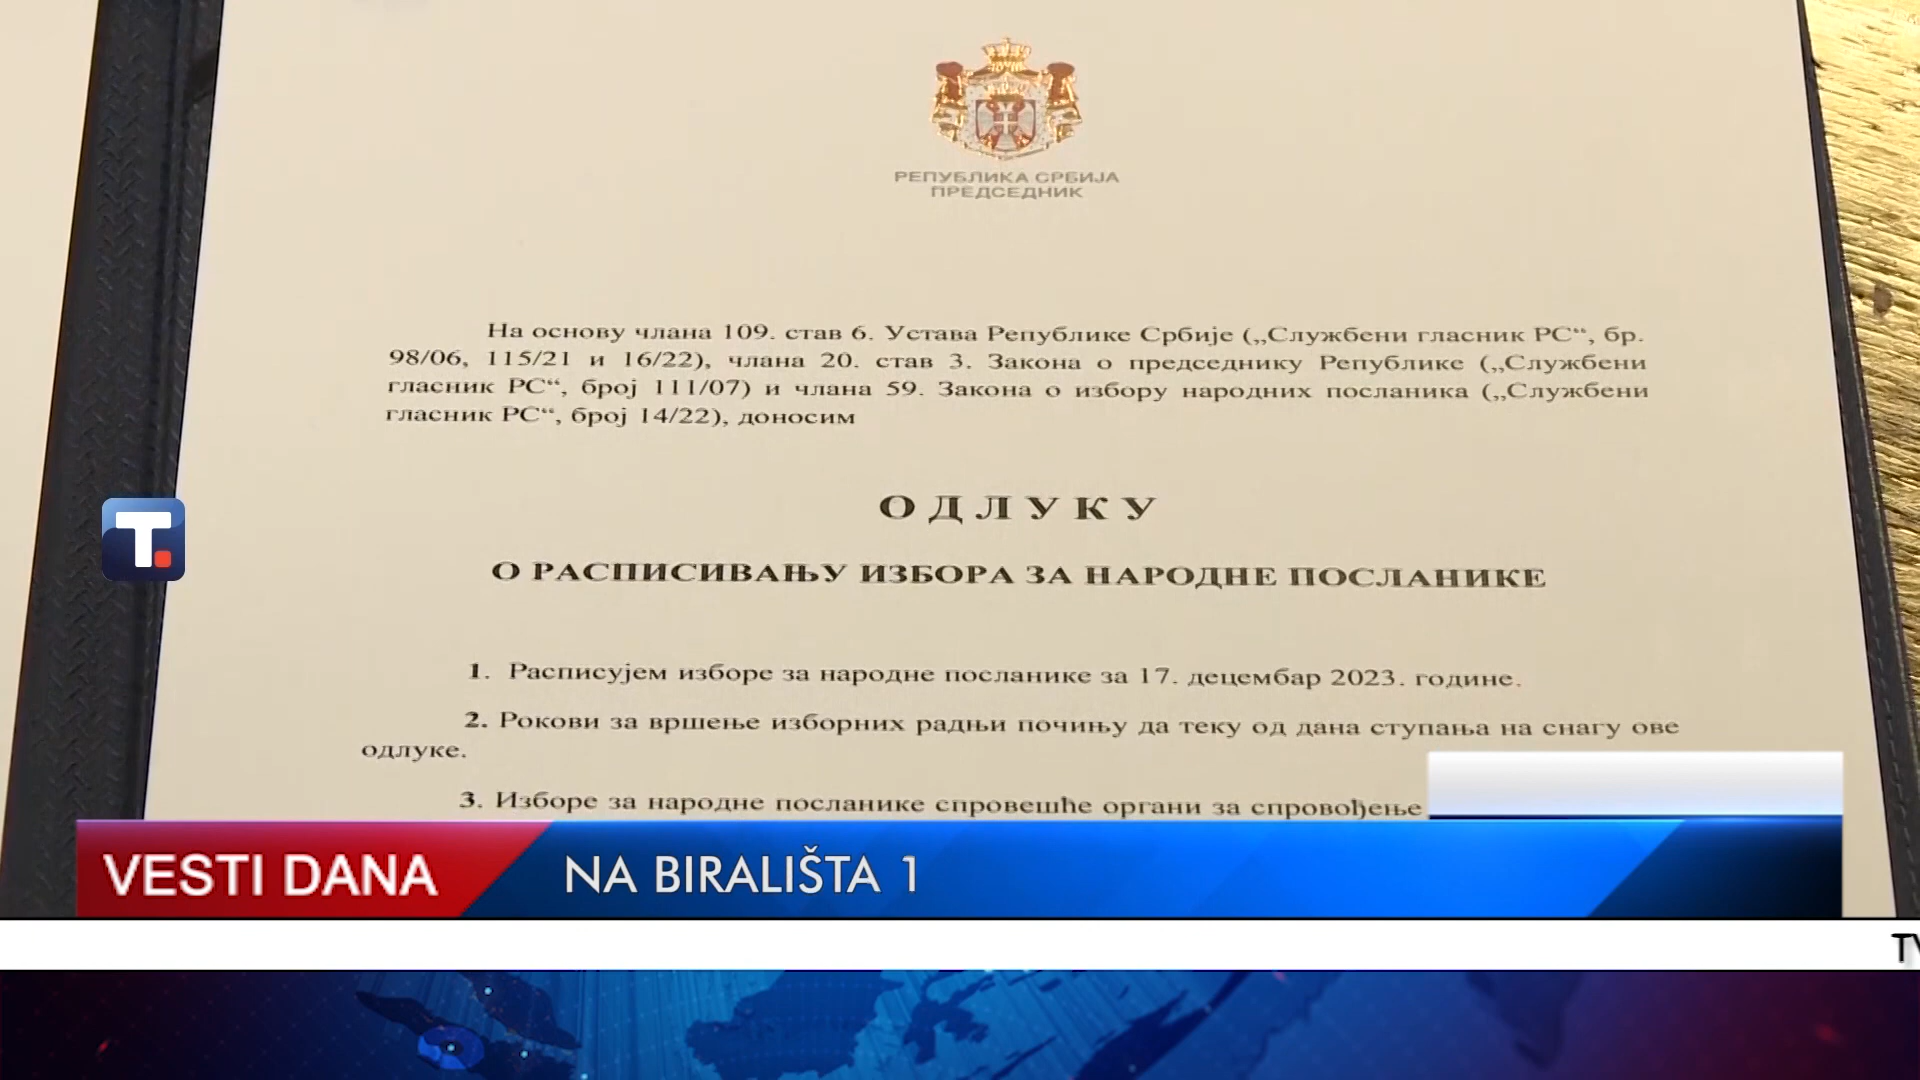 РЕПУБЛИКА СРБИЈА
ПРЕДСЕДНИК
На основу члана 109. став 6. Устава Републике Србије („Службени гласник РС“, бр.
98/06, 115/21 и 16/22), члана 20. став 3. Закона о председнику Републике („Службени
гласник РС“, број 111/07) и члана 59. Закона о избору народних посланика („Службени
гласник РС“, број 14/22), доносим
О Д Л У К У
О РАСПИСИВАЊУ ИЗБОРА ЗА НАРОДНЕ ПОСЛАНИКЕ
1. Расписујем изборе за народне посланике за 17. децембар 2023. године.
2. Рокови за вршење изборних радњи почињу да теку од дана ступања на снагу ове
одлуке.
3. Изборе за народне посланике спровешће органи за спровођење
T.
VESTI DANA
NA BIRALIŠTA 1
TV